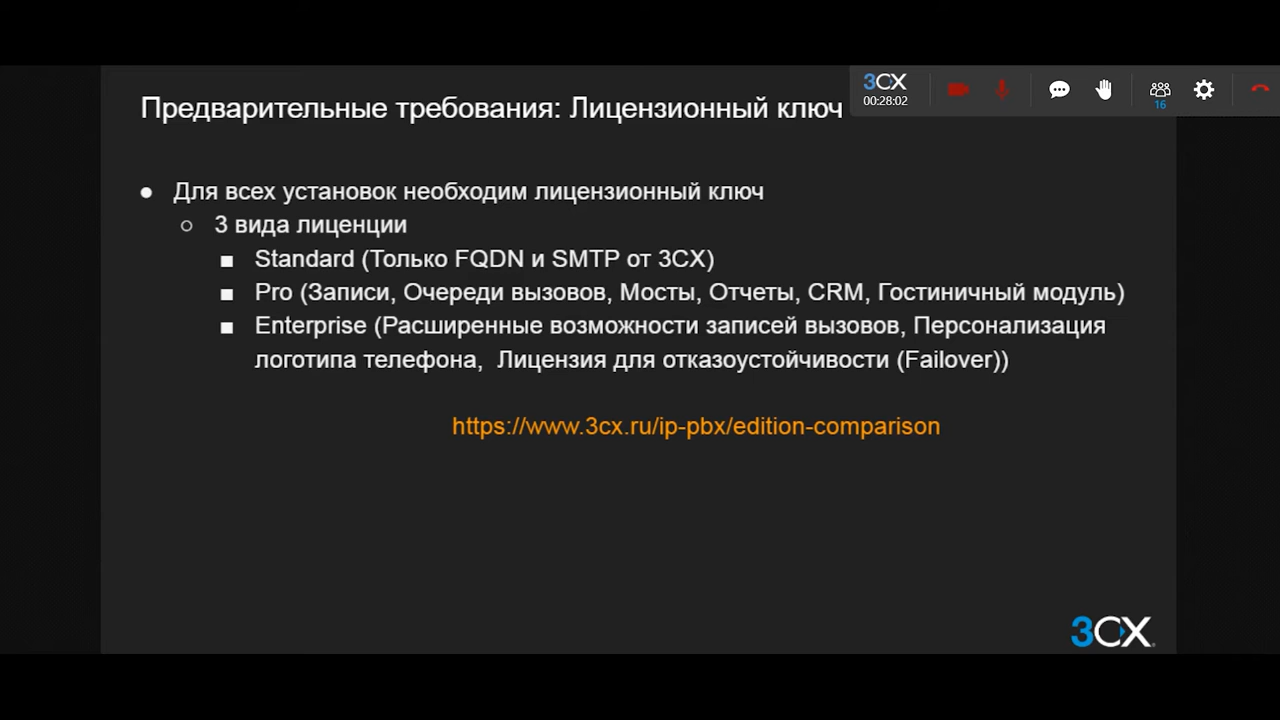 3CX
00:28:02
16
Предварительные требования: Лицензионный ключ
● Для всех установок необходим лицензионный ключ
○ 3 вида лиценции
■ Standard (Только FQDN и SMTP от 3CX)
■ Pro (Записи, Очереди вызовов, Мосты, Отчеты, CRM, Гостиничный модуль)
■ Enterprise (Расширенные возможности записей вызовов, Персонализация
логотипа телефона, Лицензия для отказоустойчивости (Failover))
https://www.3cx.ru/ip-pbx/edition-comparison
3CX